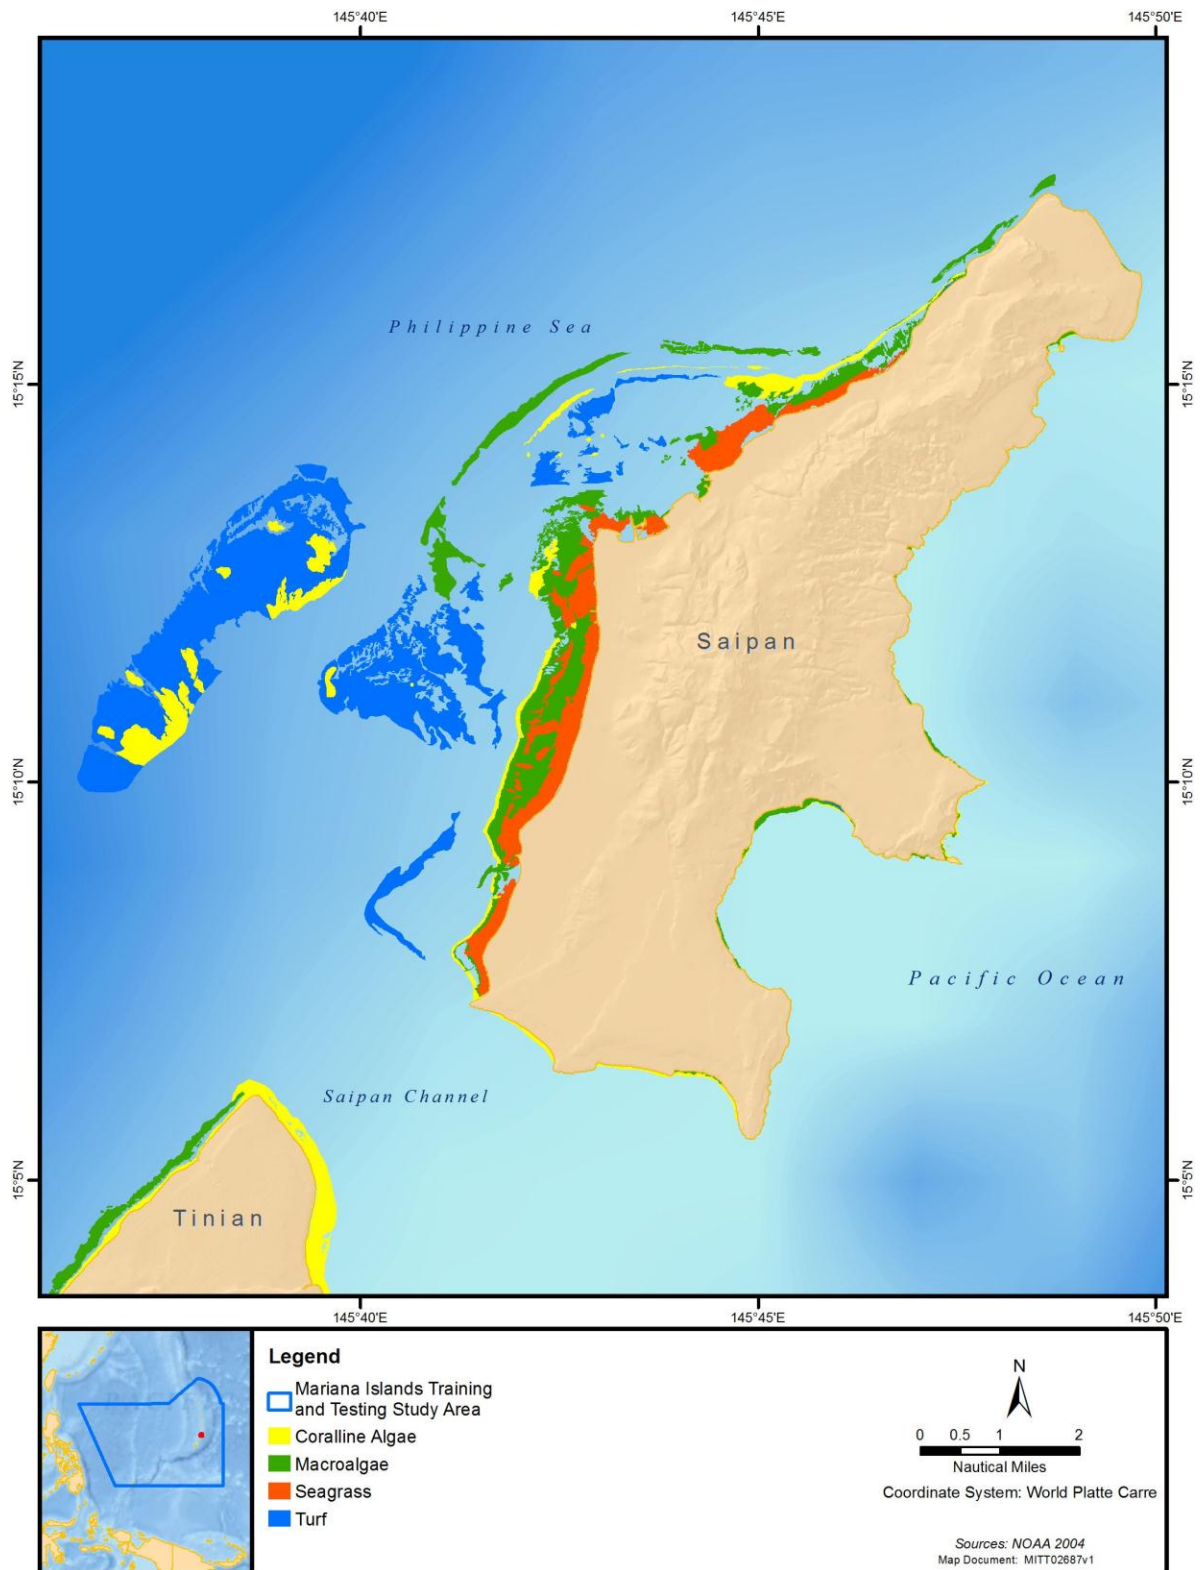 145°40'E 145°45'E 145°50'E
Philippine Sea
15°15'N 15°15'N
Saipan
15°10'N 15°10'N
Pacific Ocean
Saipan Channel
15°5'N 15°5'N
Tinian
145°40'E 145°45'E 145°50'E
Legend
Mariana Islands Training
and Testing Study Area
Coralline Algae
Macroalgae
Seagrass
Turf
N
0 0.5 1 2
Nautical Miles
Coordinate System: World Platte Carre
Sources: NOAA 2004
Map Document: MITT02687v1